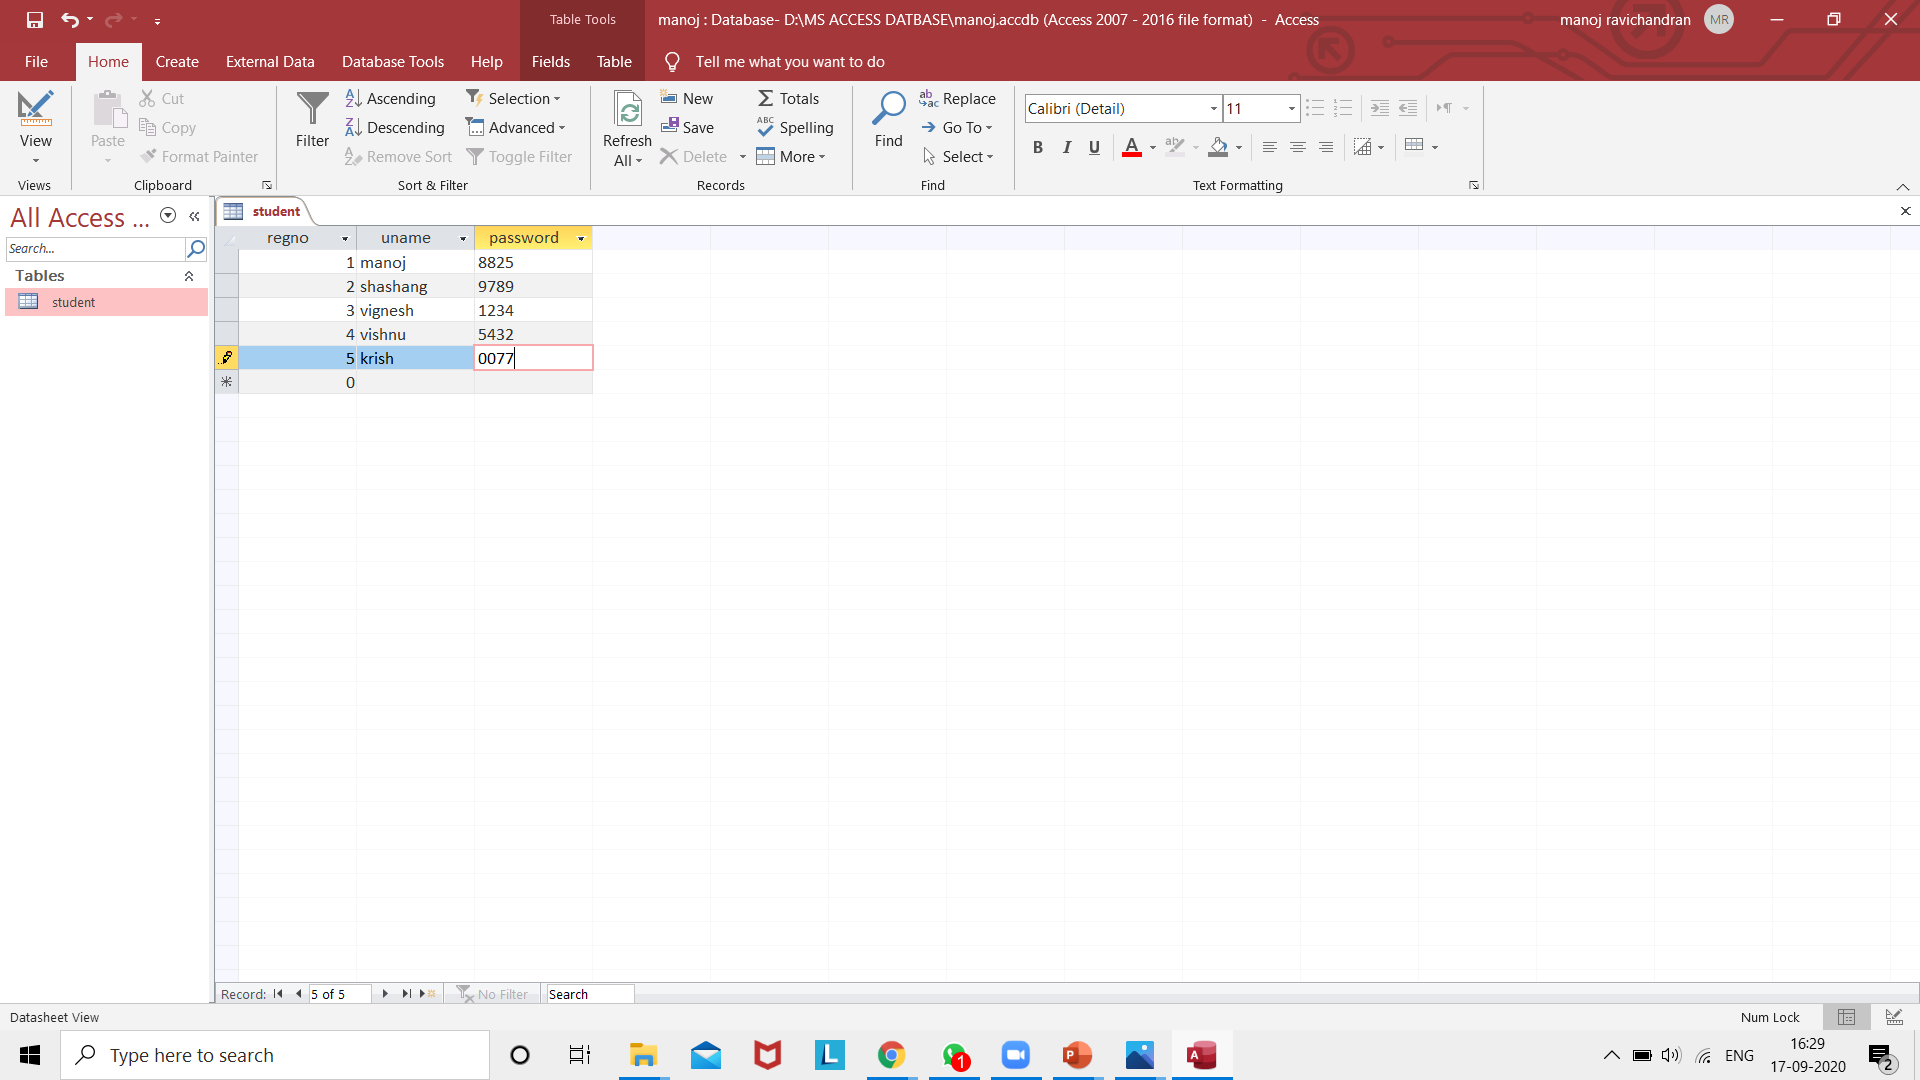 Table Tools
manoj : Database- D:\MS ACCESS DATBASE\manoj.accdb (Access 2007 - 2016 file format) - Access
manoj ravichandran MR
File Home Create External Data Database Tools Help Fields Table Tell me what you want to do
View
Views
Paste
Cut
Copy
Format Painter
Clipboard
Filter
Ascending
Descending
Remove Sort
Selection
Advanced
Toggle Filter
Sort & Filter
Refresh
All
New
Save
Delete
Totals
Spelling
More
Records
Find
Replace
Go To
Select
Find
Calibri (Detail) 11
B I U A
Text Formatting
All Access ...
Search...
Tables
student
student
regno uname password
1 manoj 8825
2 shashang 9789
3 vignesh 1234
4 vishnu 5432
5 krish 0077
0
Record: 5 of 5 No Filter Search
Datasheet View Num Lock
Type here to search
L
1
P
A
ENG
16:29
17-09-2020
2